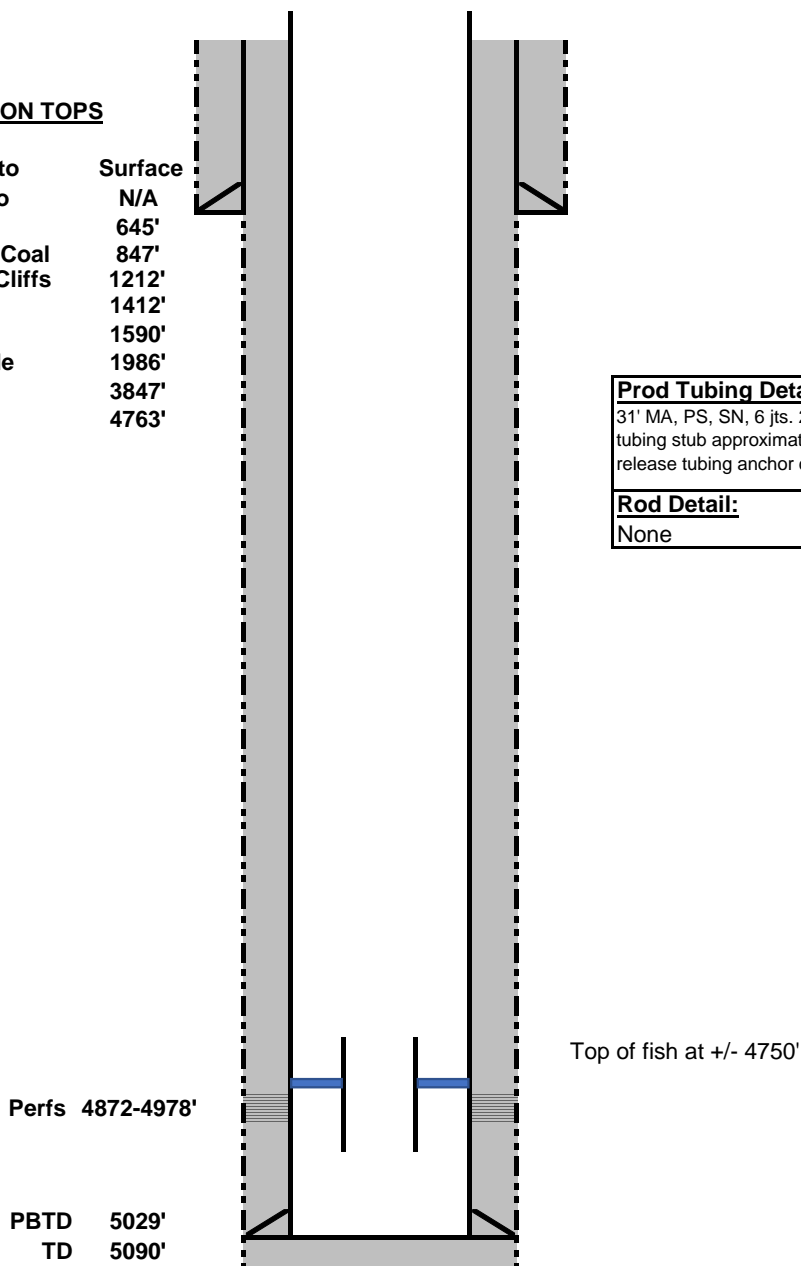 ON TOPS
to Surface
o N/A
645'
Coal 847'
Cliffs 1212'
1412'
1590'
le 1986'
3847'
4763'
Prod Tubing Deta
31' MA, PS, SN, 6 jts. 2
tubing stub approximat
release tubing anchor
Rod Detail:
None
Top of fish at +/- 4750'
Perfs 4872-4978'
PBTD 5029'
TD 5090'